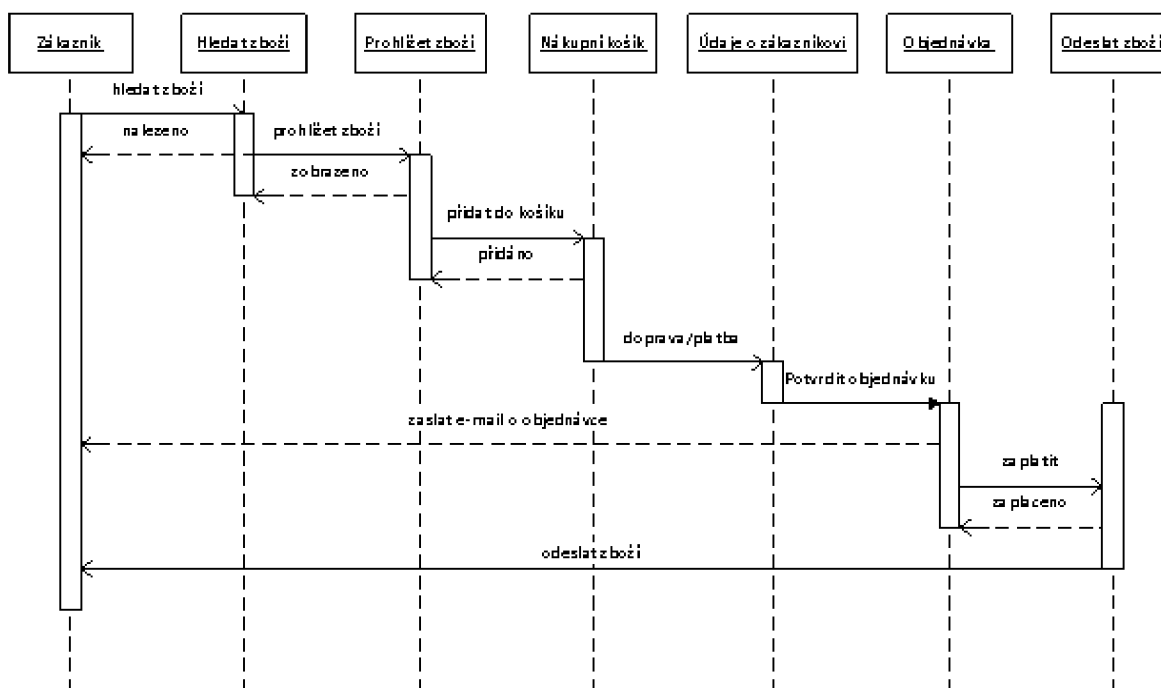 Zákazník
Hledat zboží
Prohlížet zboží
Nákupní košík
Údaje o zákazníkovi
Objednávka
Odeslat zboží
hledat zboží
nalezeno
prohlížet zboží
zobrazeno
přidat do košíku
přidáno
doprava/platba
Potvrdit objednávku
zaslat e-mail o objednávce
zaplatit
zaplaceno
odeslat zboží